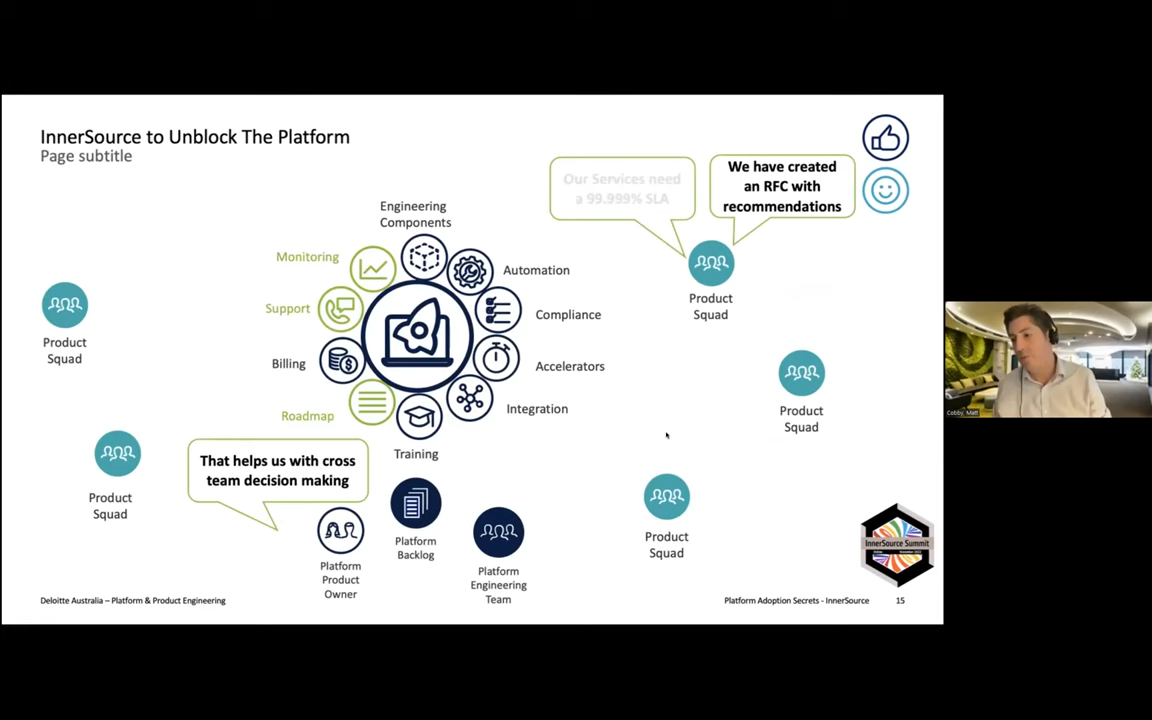 InnerSource to Unblock The Platform
Page subtitle
Our Services need
a 99.999% SLA
We have created
an RFC with
recommendations
Engineering
Components
Monitoring
Automation
Support
Compliance
Billing
Accelerators
Roadmap
Integration
Training
Product
Squad
Product
Squad
Product
Squad
Product
Squad
Product
Squad
That helps us with cross
team decision making
Platform
Product
Owner
Platform
Backlog
Platform
Engineering
Team
InnerSource Summit
Deloitte Australia – Platform & Product Engineering
Platform Adoption Secrets - InnerSource
15
Cobby, Matt